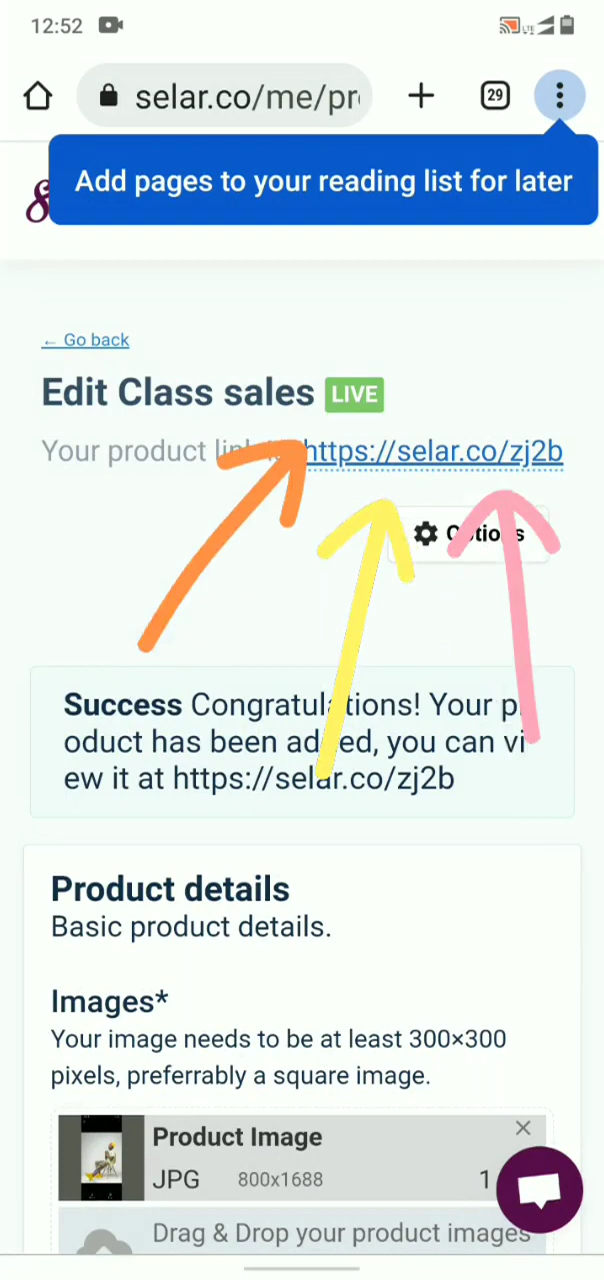 12:52
LTE
selar.co/me/pr
29
Add pages to your reading list for later
← Go back
Edit Class sales LIVE
Your product https://selar.co/zj2b
Options
Success Congratulations! Your pr
oduct has been added, you can vi
ew it at https://selar.co/zj2b
Product details
Basic product details.
Images*
Your image needs to be at least 300×300
pixels, preferrably a square image.
Product Image
JPG 800x1688 1
Drag & Drop your product images